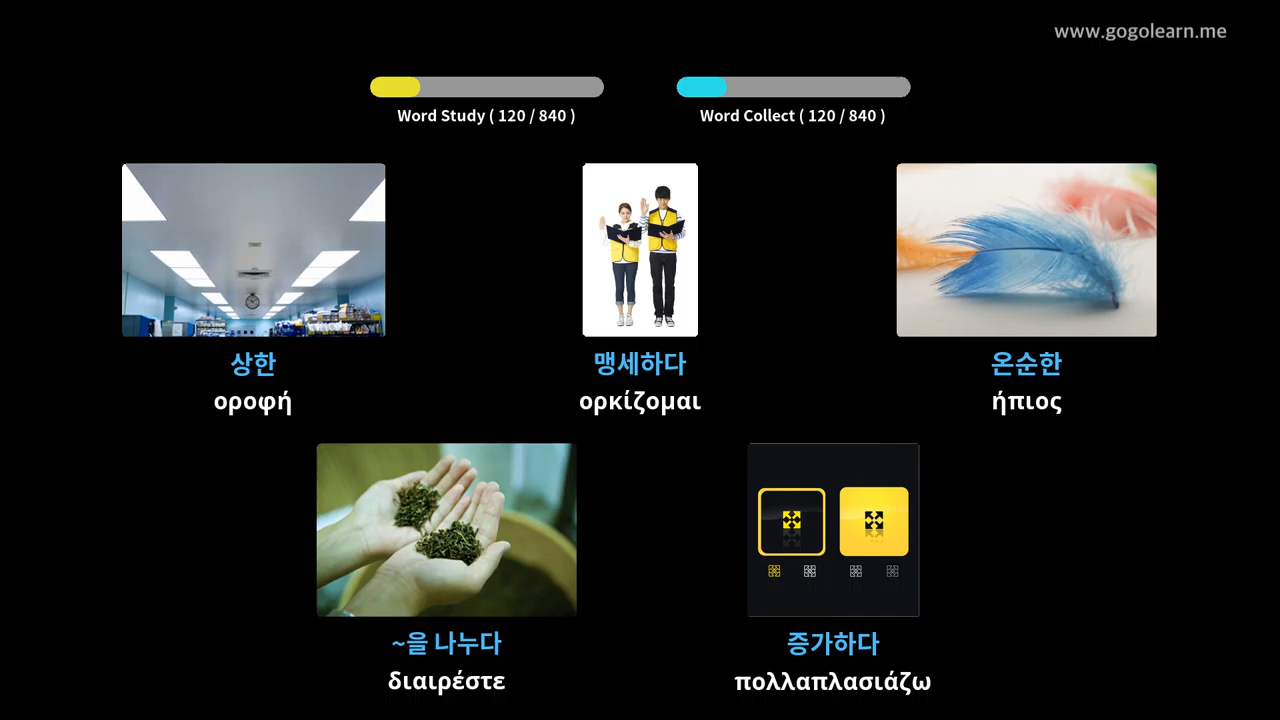 www.gogolearn.me
Word Study ( 120 / 840 )
Word Collect ( 120 / 840 )
상한
οροφή
맹세하다
ορκίζομαι
온순한
ήπιος
~을 나누다
διαιρέστε
증가하다
πολλαπλασιάζω